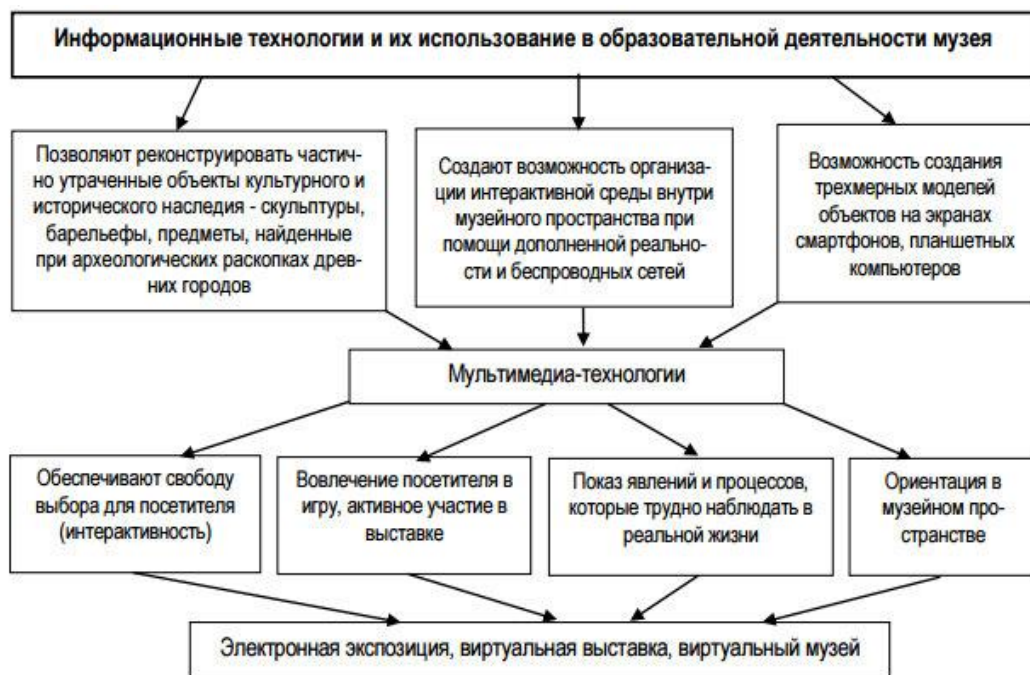 Информационные технологии и их использование в образовательной деятельности музея
Позволяют реконструировать частич-
но утраченные объекты культурного и
исторического наследия - скульптуры,
барельефы, предметы, найденные
при археологических раскопках древ-
них городов
Создают возможность организа-
ции интерактивной среды внутри
музейного пространства при
помощи дополненной реально-
сти и беспроводных сетей
Возможность создания
трехмерных моделей
объектов на экранах
смартфонов, планшетных
компьютеров
Мультимедиа-технологии
Обеспечивают свободу
выбора для посетителя
(интерактивность)
Вовлечение посетителя в
игру, активное участие в
выставке
Показ явлений и процессов,
которые трудно наблюдать в
реальной жизни
Ориентация в
музейном про-
странстве
Электронная экспозиция, виртуальная выставка, виртуальный музей